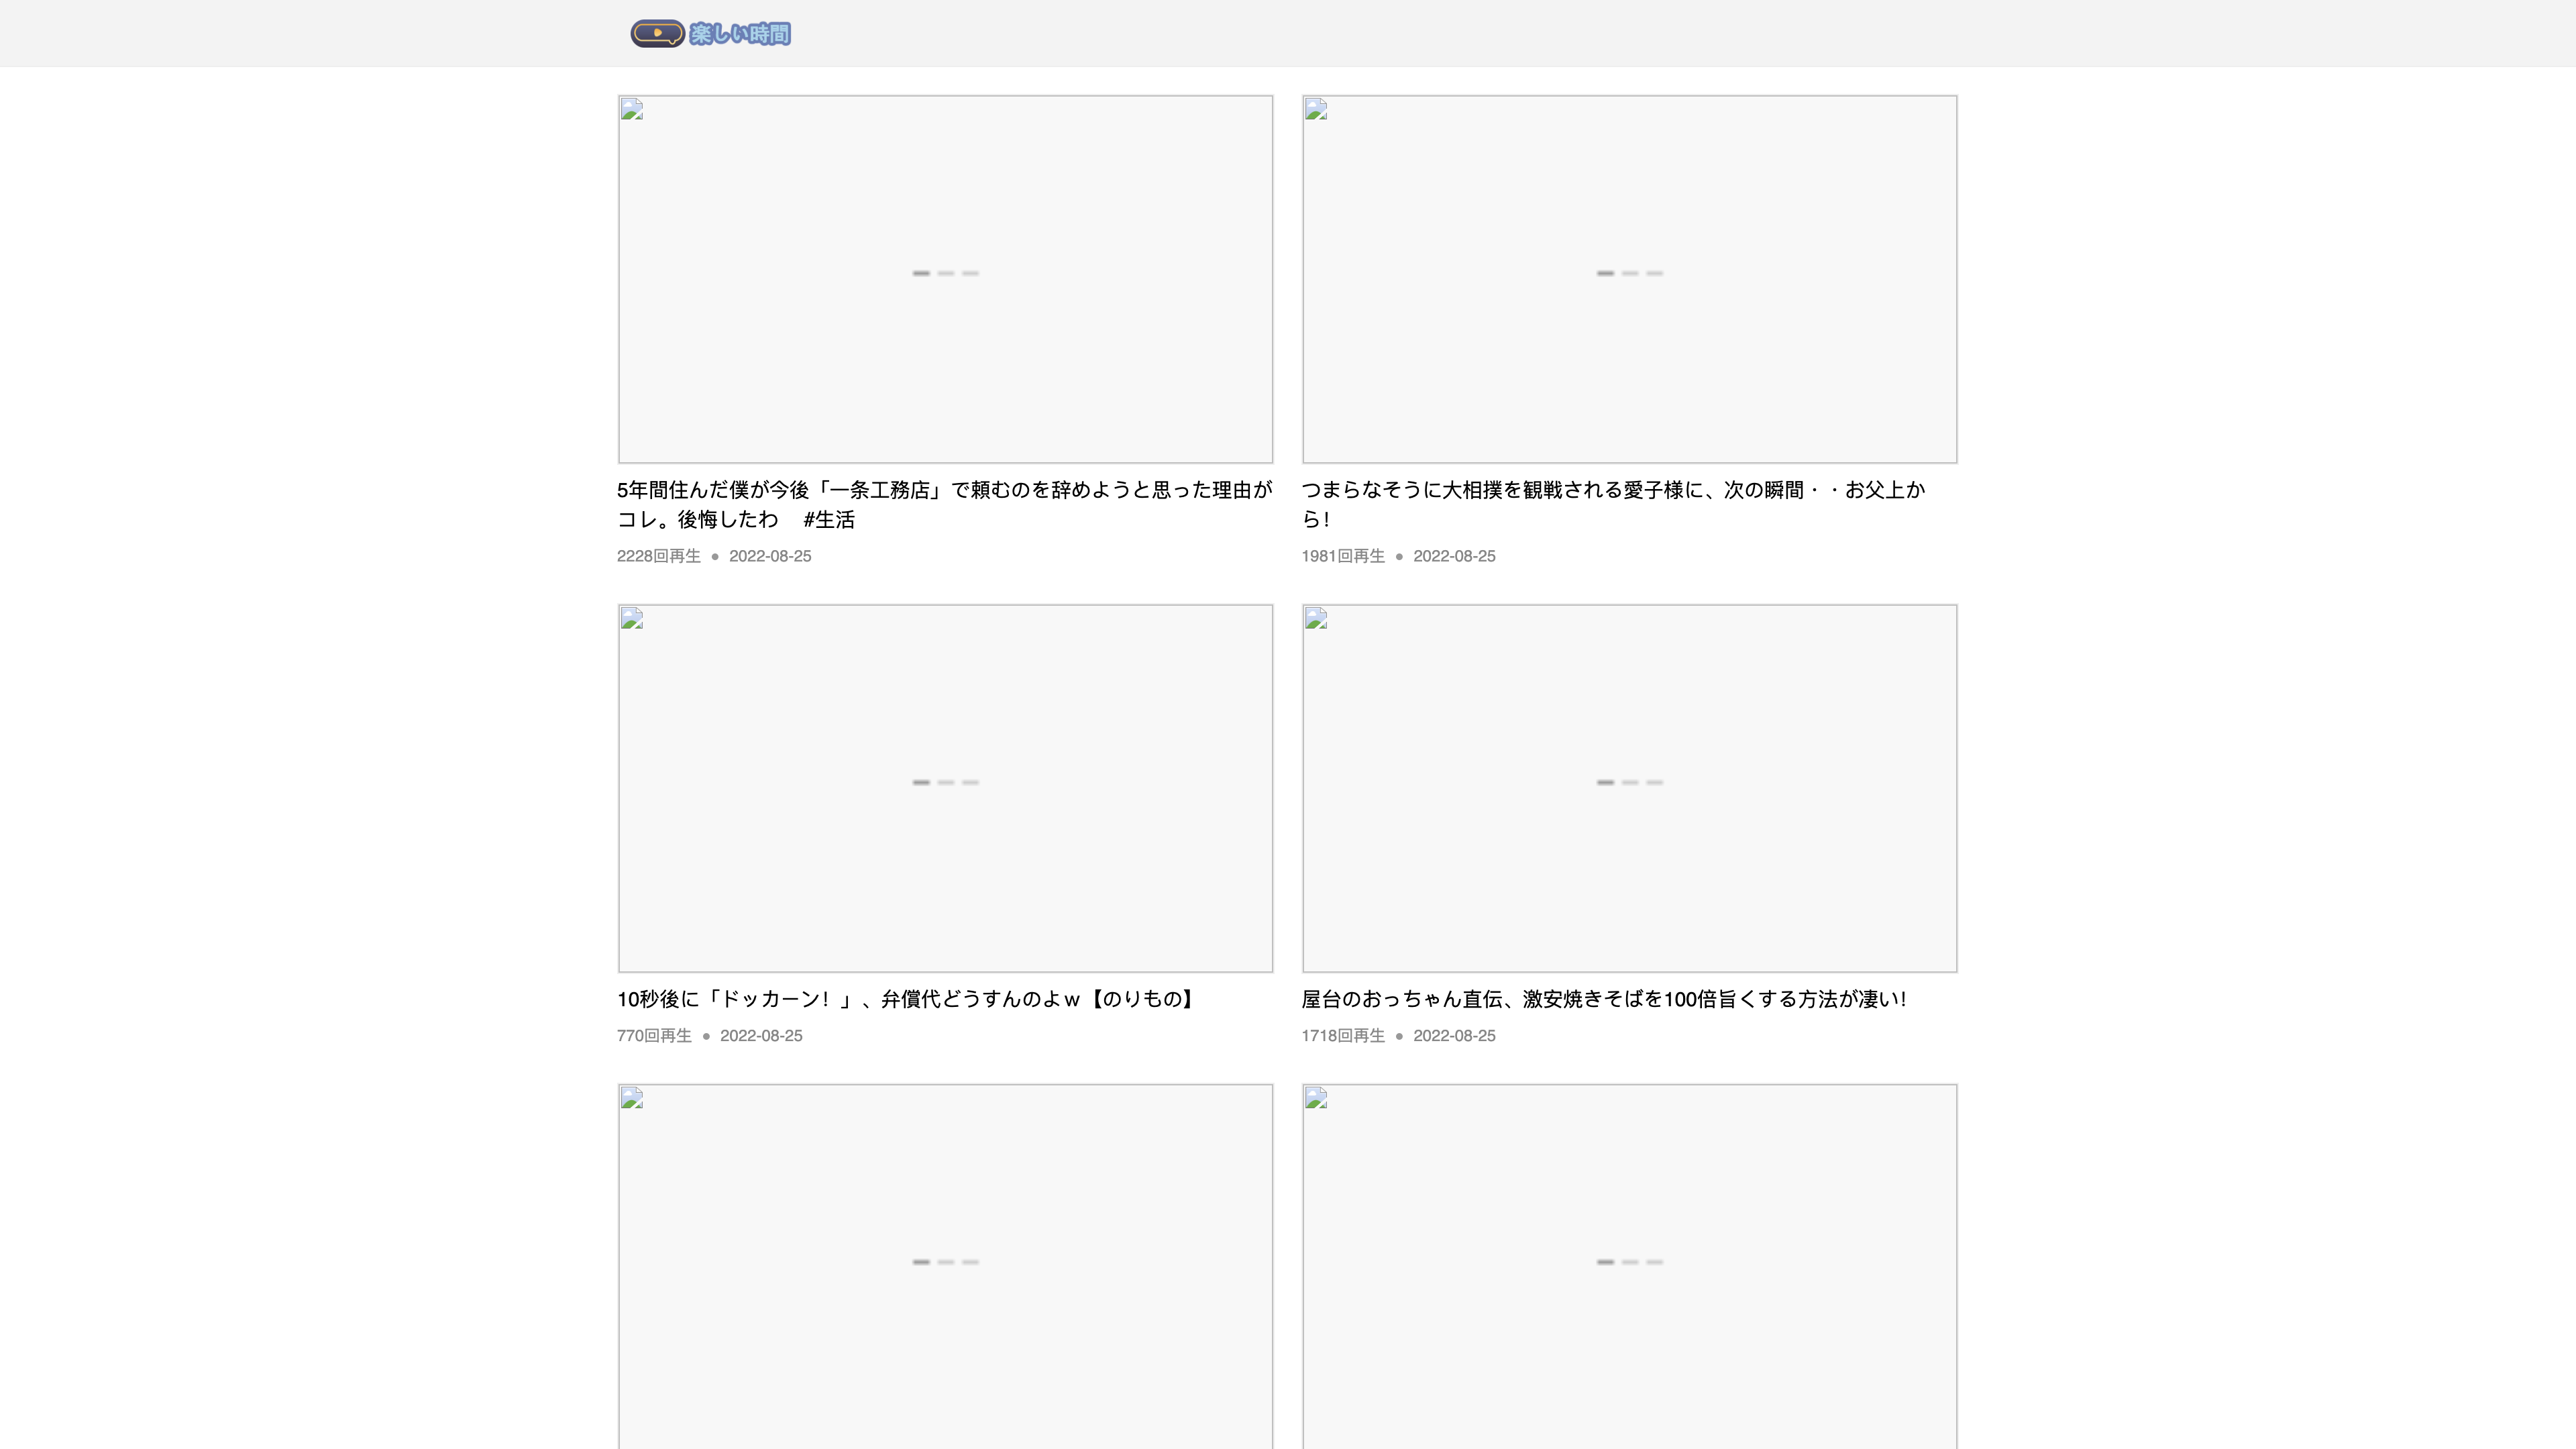 楽しい時間
5年間住んだ僕が今後「一条工務店」で頼むのを辞めようと思った理由が
コレ。後悔したわ　#生活
2228回再生 ● 2022-08-25
つまらなそうに大相撲を観戦される愛子様に、次の瞬間・・お父上か
ら！
1981回再生 ● 2022-08-25
10秒後に「ドッカーン！」、弁償代どうすんのよｗ【のりもの】
770回再生 ● 2022-08-25
屋台のおっちゃん直伝、激安焼きそばを100倍旨くする方法が凄い！
1718回再生 ● 2022-08-25